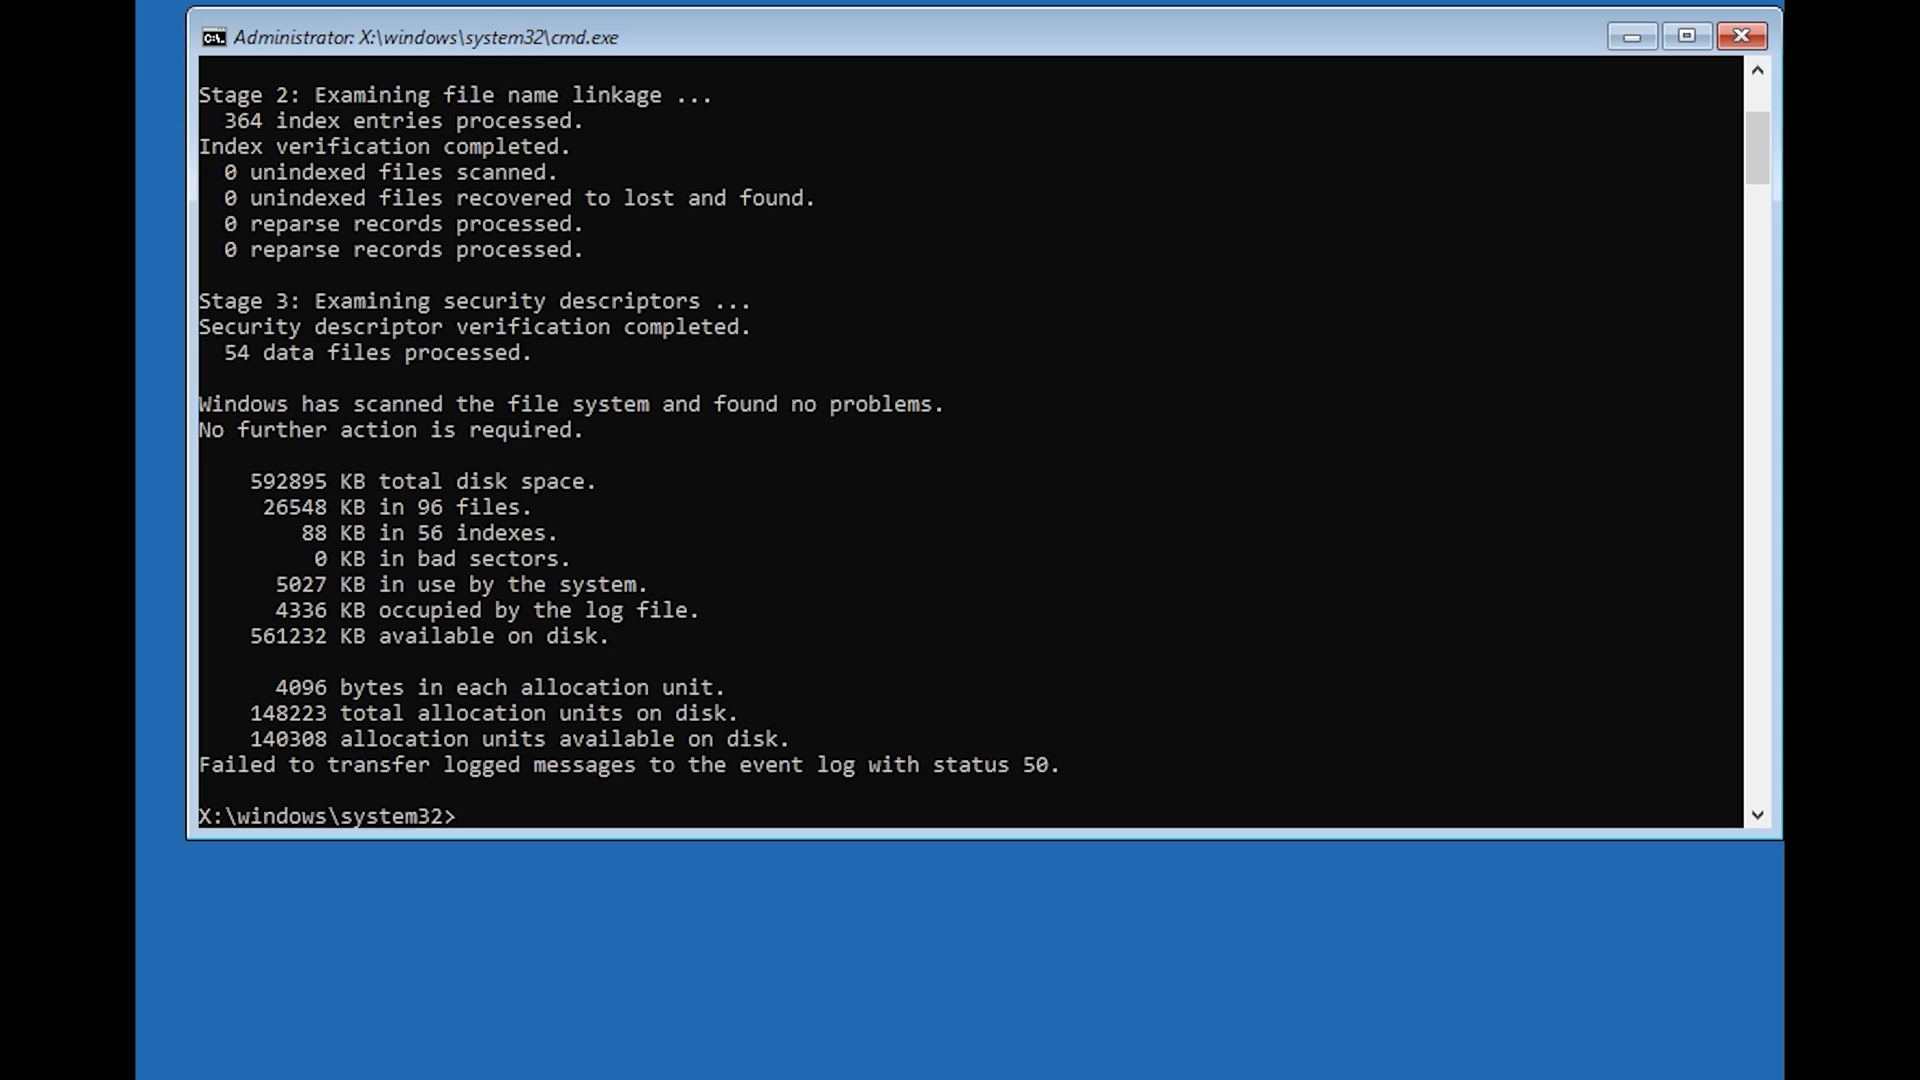 Administrator: X:\windows\system32\cmd.exe
Stage 2: Examining file name linkage ...
364 index entries processed.
Index verification completed.
0 unindexed files scanned.
0 unindexed files recovered to lost and found.
0 reparse records processed.
0 reparse records processed.
Stage 3: Examining security descriptors ...
Security descriptor verification completed.
54 data files processed.
Windows has scanned the file system and found no problems.
No further action is required.
592895 KB total disk space.
26548 KB in 96 files.
88 KB in 56 indexes.
0 KB in bad sectors.
5027 KB in use by the system.
4336 KB occupied by the log file.
561232 KB available on disk.
4096 bytes in each allocation unit.
148223 total allocation units on disk.
140308 allocation units available on disk.
Failed to transfer logged messages to the event log with status 50.
X:\windows\system32>